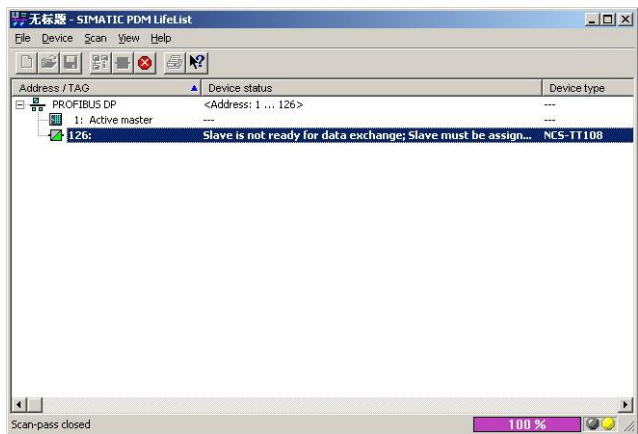 无标题 - SIMATIC PDM LifeList
File Device Scan View Help
Address / TAG Device status Device type
PROFIBUS DP <Address: 1 ... 126> ---
1: Active master --- ---
126: Slave is not ready for data exchange; Slave must be assign... NCS-TT108
Scan-pass closed 100 %